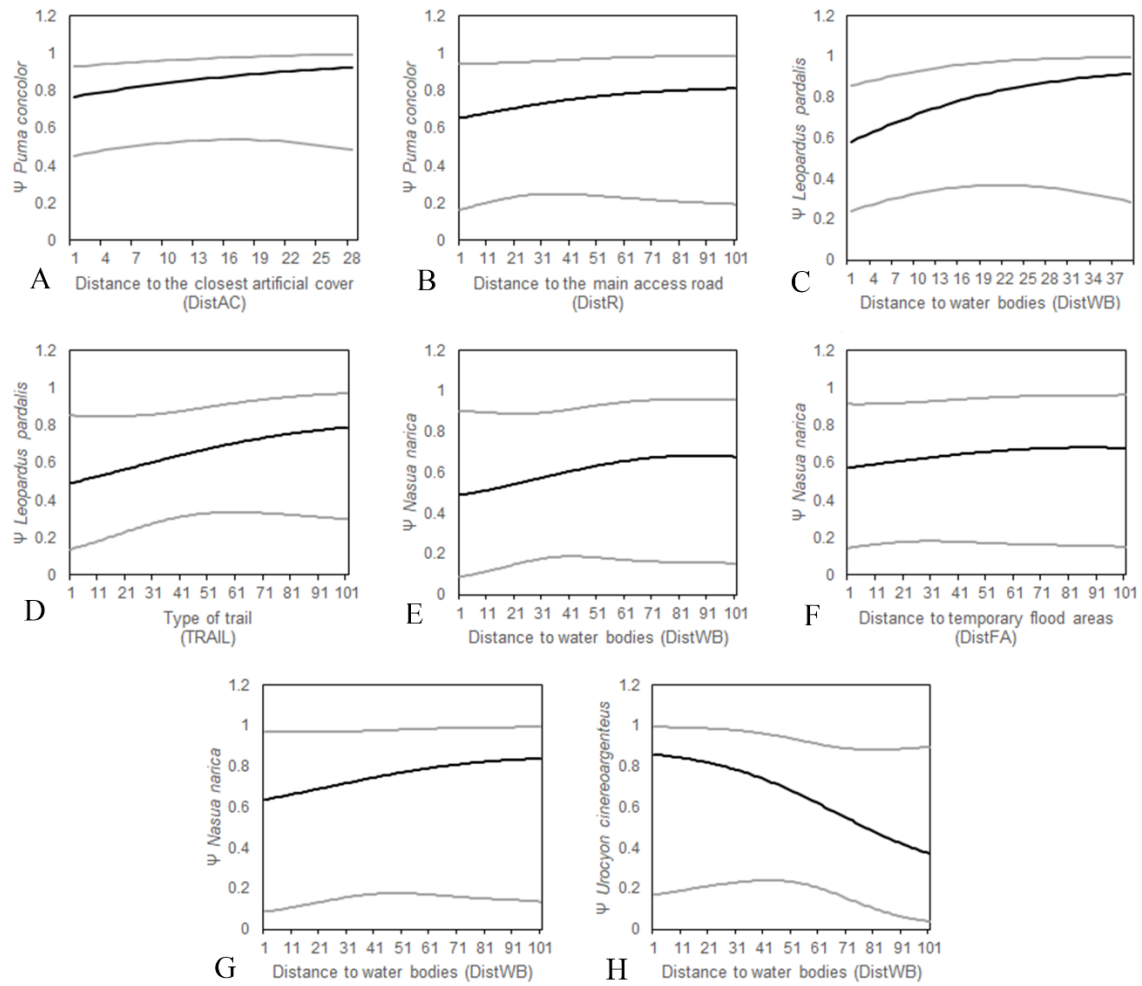 1.2
1
0.8
0.6
0.4
0.2
0
Ψ Puma concolor
1 4 7 10 13 16 19 22 25 28
A
Distance to the closest artificial cover
(DistAC)
1.2
1
0.8
0.6
0.4
0.2
0
Ψ Puma concolor
1 11 21 31 41 51 61 71 81 91 101
B
Distance to the main access road
(DistR)
1.2
1
0.8
0.6
0.4
0.2
0
Ψ Leopardus pardalis
1 4 7 10 13 16 19 22 25 28 31 34 37
C
Distance to water bodies (DistWB)
1.2
1
0.8
0.6
0.4
0.2
0
Ψ Leopardus pardalis
1 11 21 31 41 51 61 71 81 91 101
D
Type of trail
(TRAIL)
1.2
1
0.8
0.6
0.4
0.2
0
Ψ Nasua narica
1 11 21 31 41 51 61 71 81 91 101
E
Distance to water bodies (DistWB)
1.2
1
0.8
0.6
0.4
0.2
0
Ψ Nasua narica
1 11 21 31 41 51 61 71 81 91 101
F
Distance to temporary flood areas
(DistFA)
1.2
1
0.8
0.6
0.4
0.2
0
Ψ Nasua narica
1 11 21 31 41 51 61 71 81 91 101
G
Distance to water bodies (DistWB)
1.2
1
0.8
0.6
0.4
0.2
0
Ψ Urocyon cinereoargenteus
1 11 21 31 41 51 61 71 81 91 101
H
Distance to water bodies (DistWB)